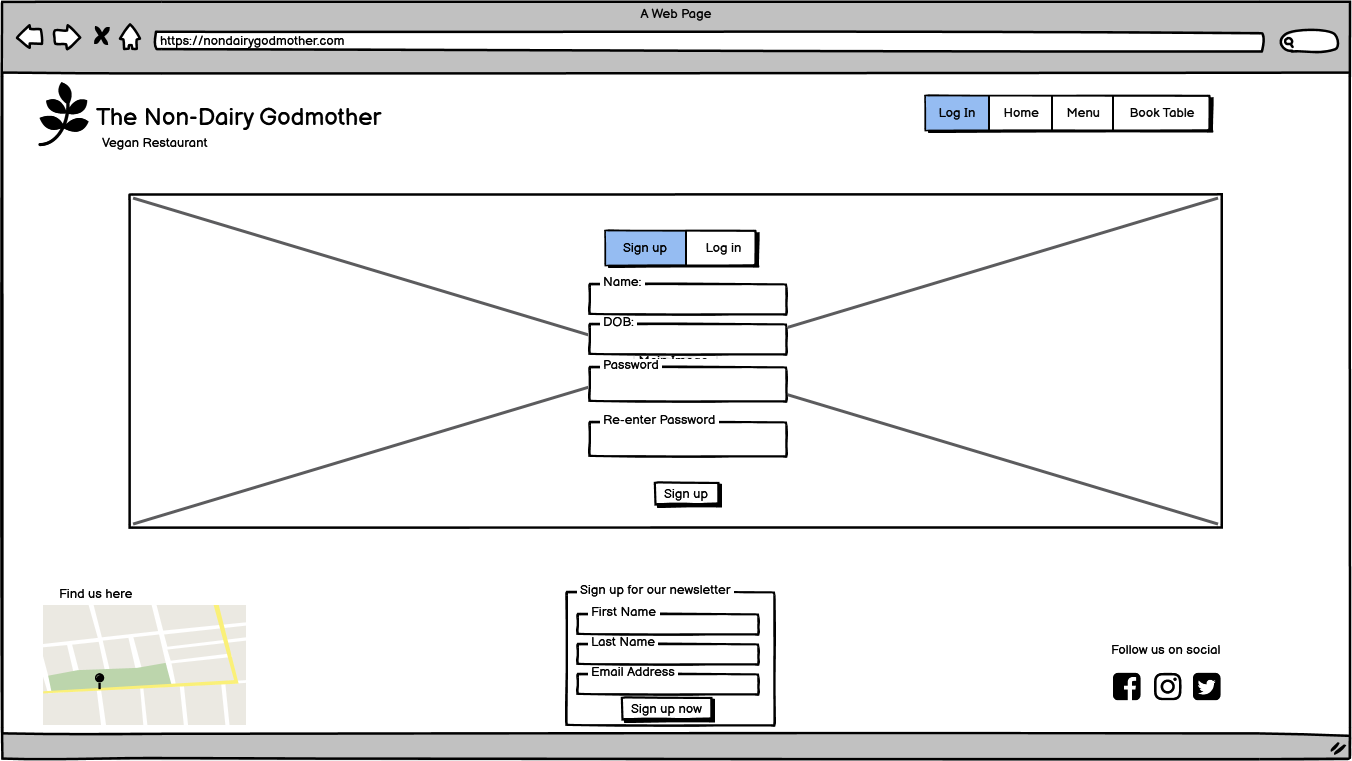 A Web Page
https://nondairygodmother.com
The Non-Dairy Godmother
Vegan Restaurant
Log In Home Menu Book Table
Sign up Log in
Name:
DOB:
Main Image
Password
Re-enter Password
Sign up
Find us here
Sign up for our newsletter
First Name
Last Name
Email Address
Sign up now
Follow us on social